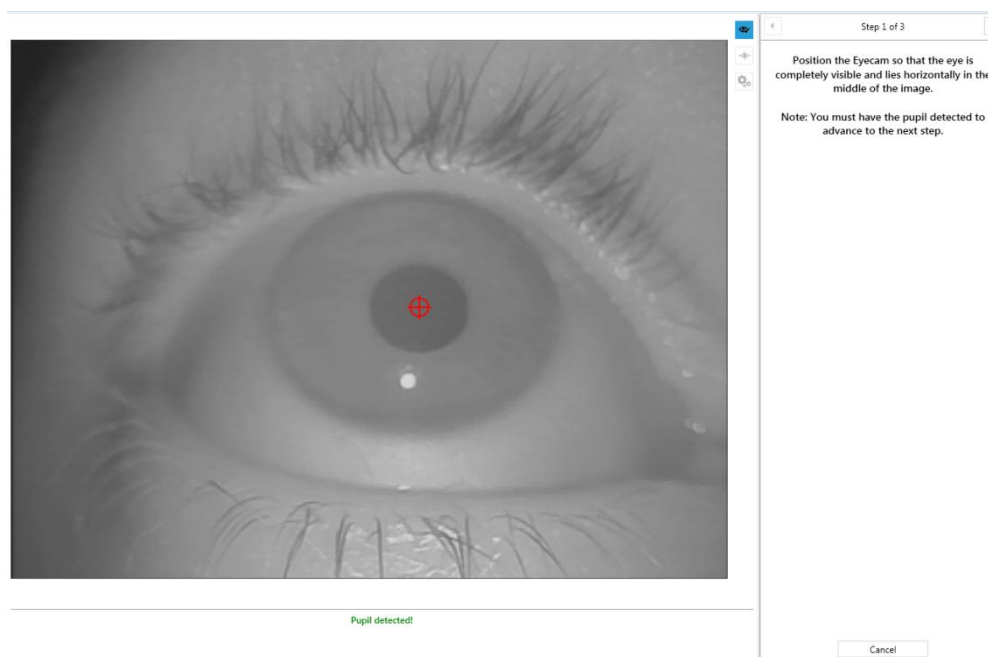 Step 1 of 3
Position the Eyecam so that the eye is
completely visible and lies horizontally in the
middle of the image.
Note: You must have the pupil detected to
advance to the next step.
Pupil detected!
Cancel